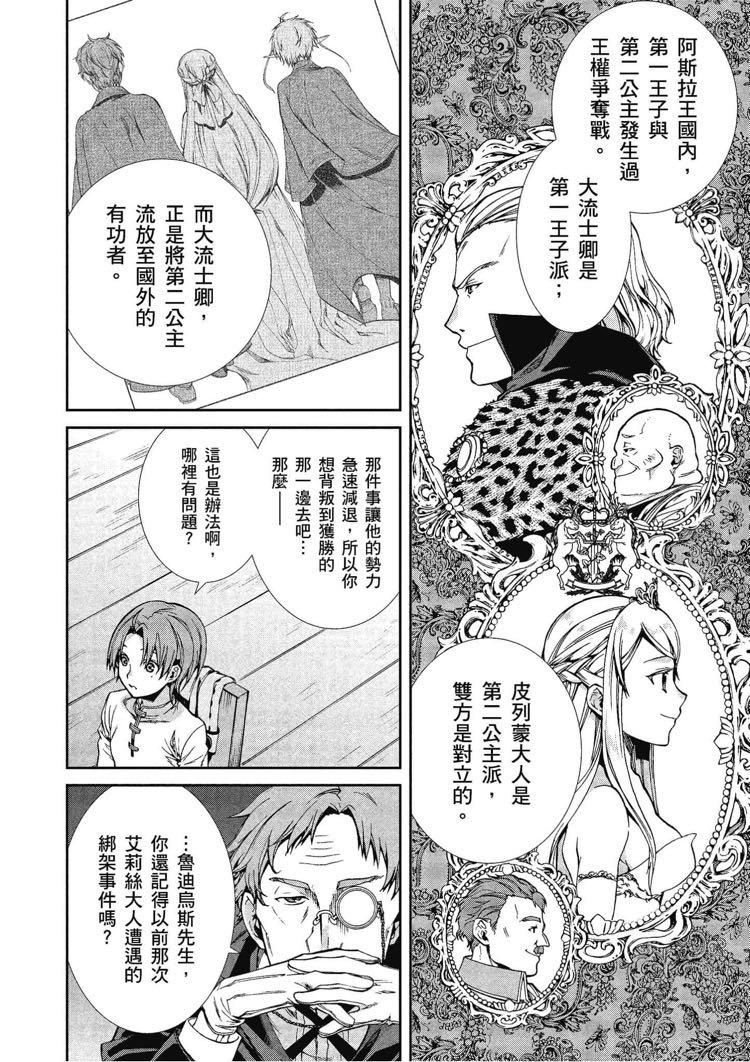 阿斯拉王國內，
第一王子與
第二公主發生過
王權爭奪戰。
大流士卿是
第一王子派；
皮列蒙大人是
第二公主派，
雙方是對立的。
而大流士卿，
正是將第二公主
流放至國外的
有功者。
那件事讓他的勢力
急速減退，所以你
想背叛到獲勝的
那一邊去吧…
那麼——
這也是辦法啊，
哪裡有問題？
…魯迪烏斯先生，
你還記得以前那次
艾莉絲大人遭遇的
綁架事件嗎？